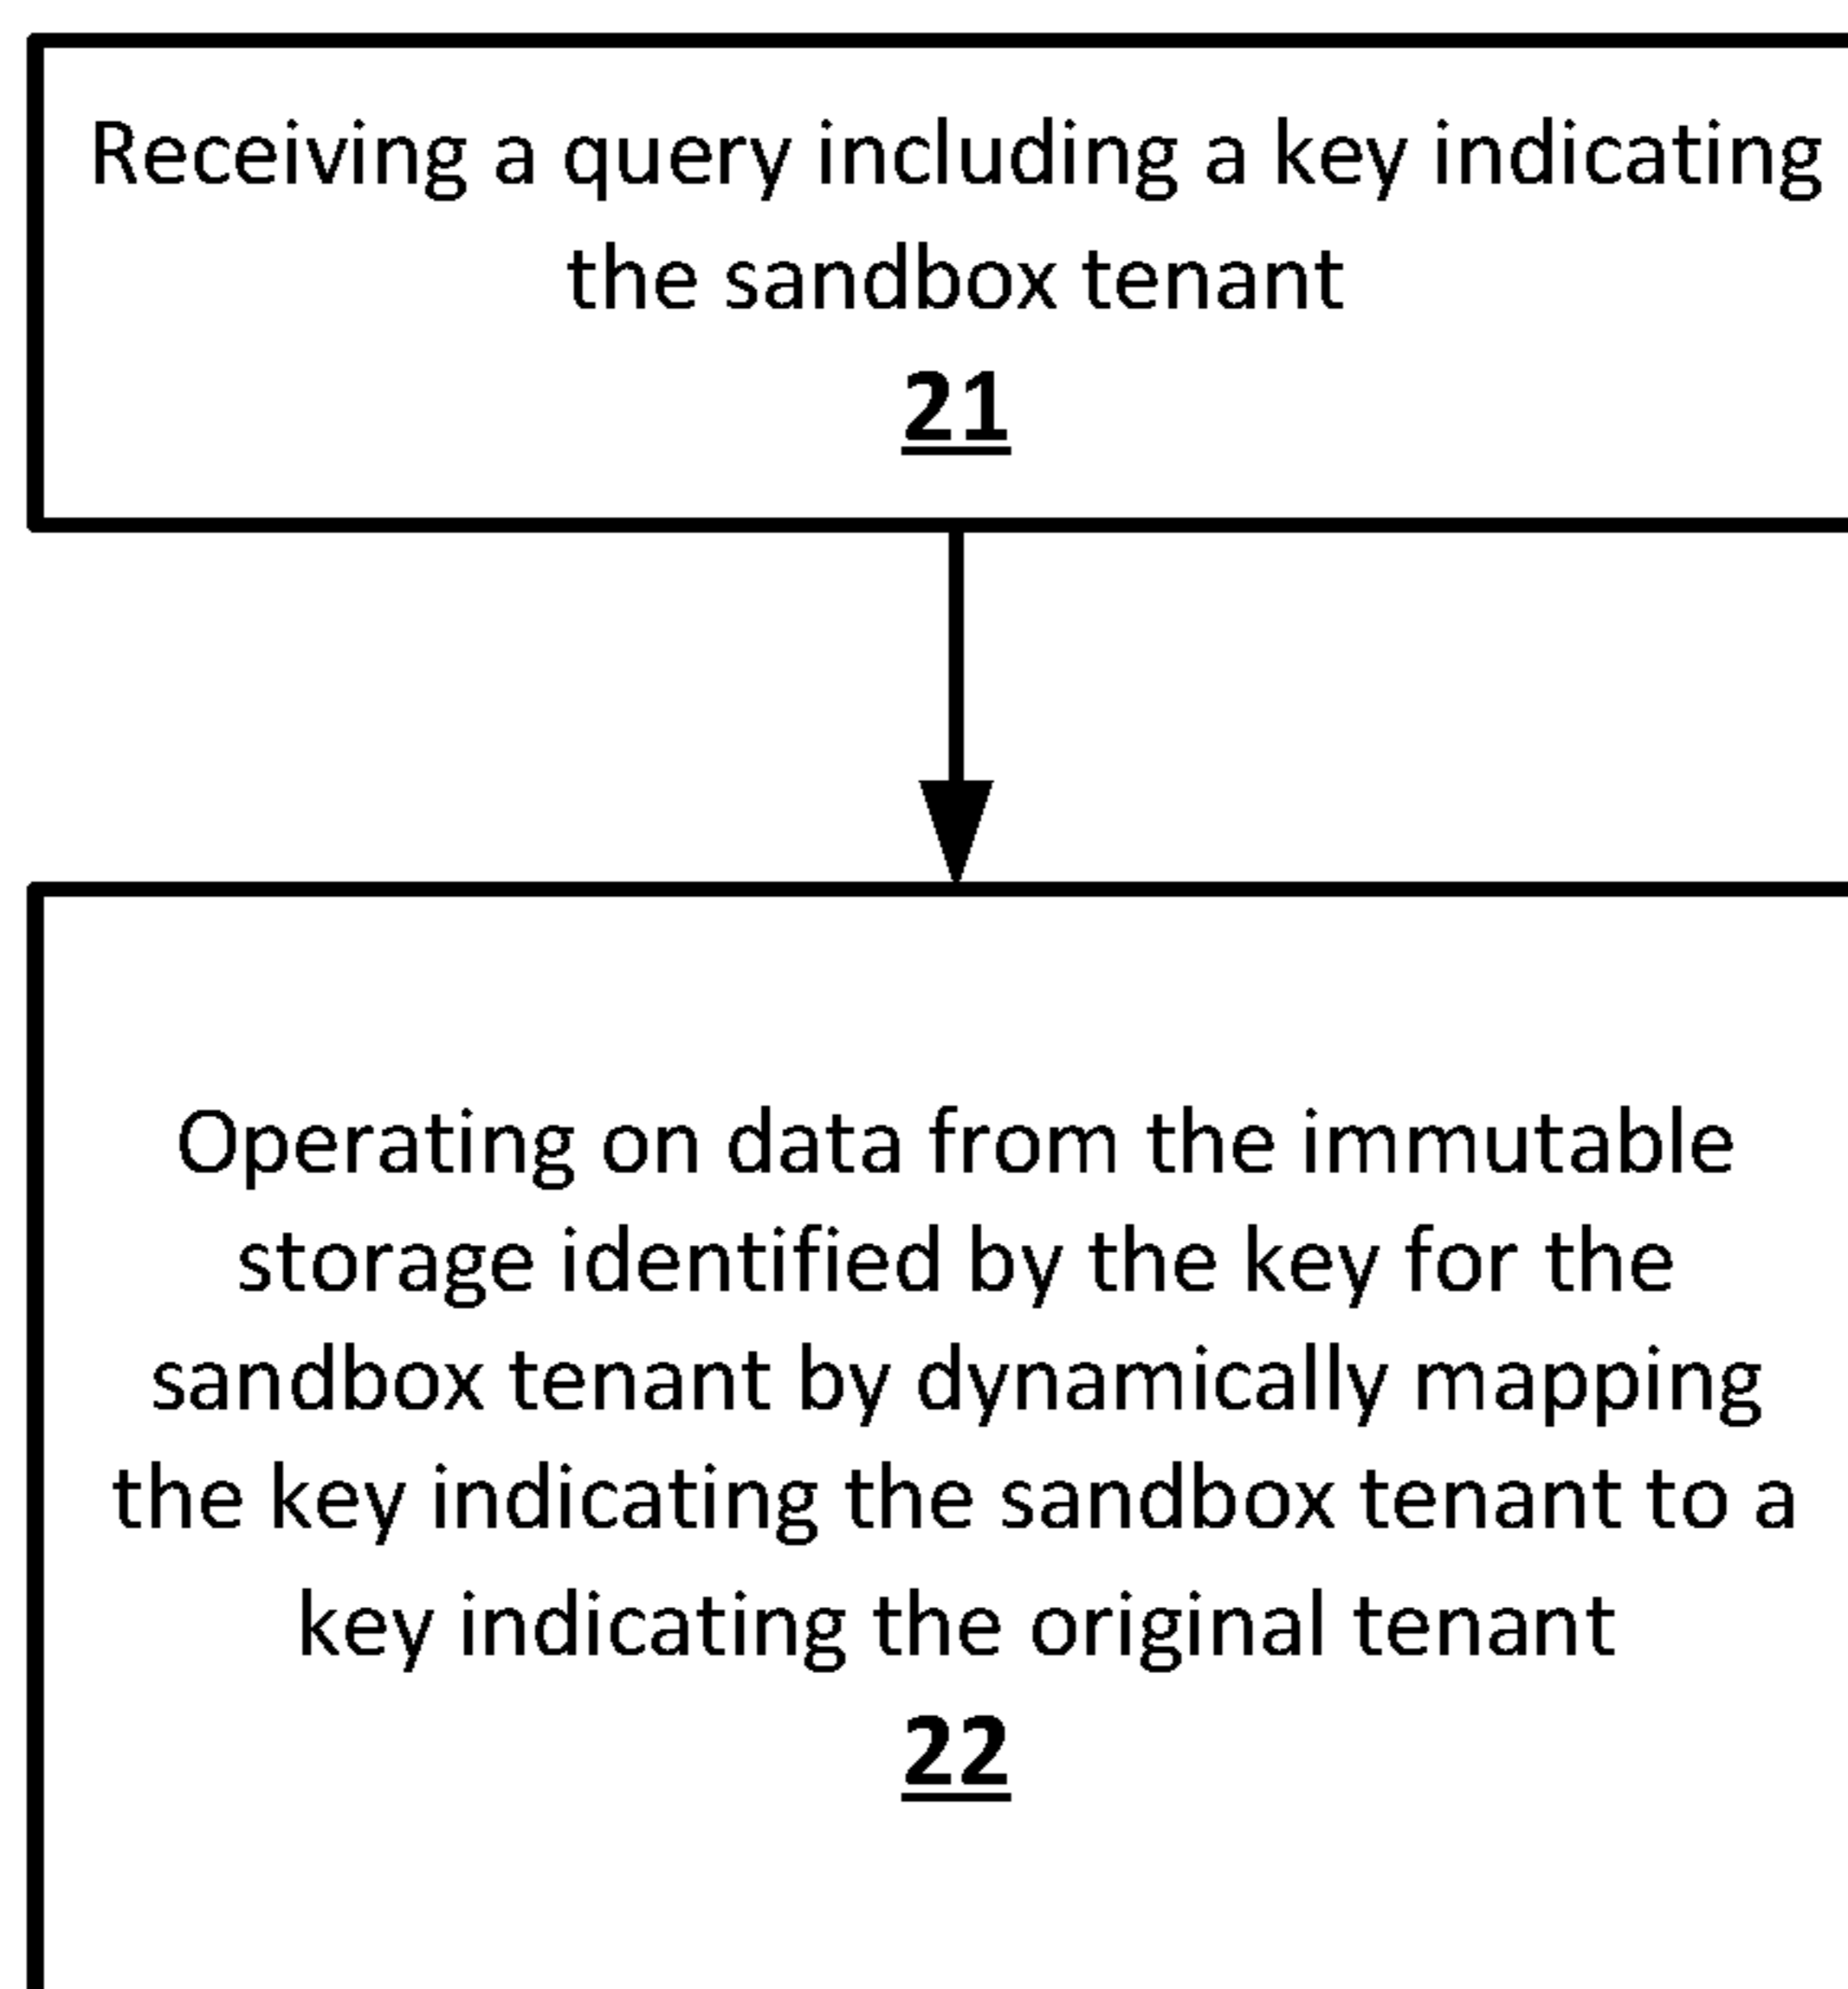 Receiving a query including a key indicating
the sandbox tenant
21
Operating on data from the immutable
storage identified by the key for the
sandbox tenant by dynamically mapping
the key indicating the sandbox tenant to a
key indicating the original tenant
22